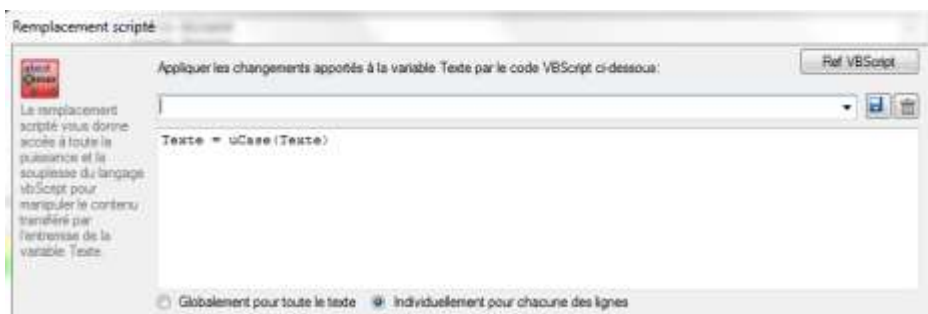 Remplacement scripté
Appliquer les changements apportés à la variable Texte par le code VBScript ci-dessous:
Ref VBScript
Le remplacement
scripté vous donne
accès à toute la
puissance et la
souplesse du langage
vbScript pour
manipuler le contenu
transféré par
l'entremise de la
variable Texte.
Texte = uCase(Texte)
Globalement pour toute le texte
Individuellement pour chacune des lignes